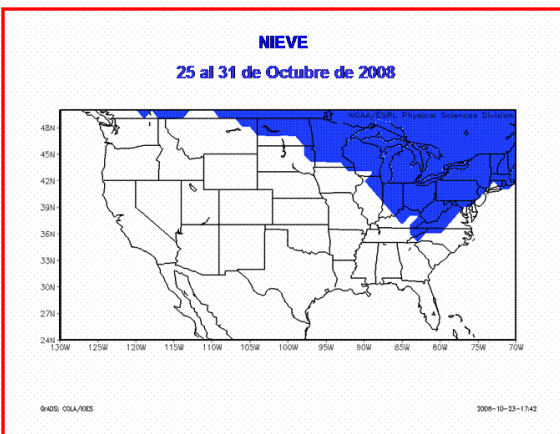 NIEVE
25 al 31 de Octubre de 2008
NOAA/ESRL Physical Sciences Division
48N
45N
42N
39N
36N
33N
30N
27N
24N
130W 125W 120W 115W 110W 105W 100W 95W 90W 85W 80W 75W 70W
GrADS: COLA/IGES 2008-10-23-17:42